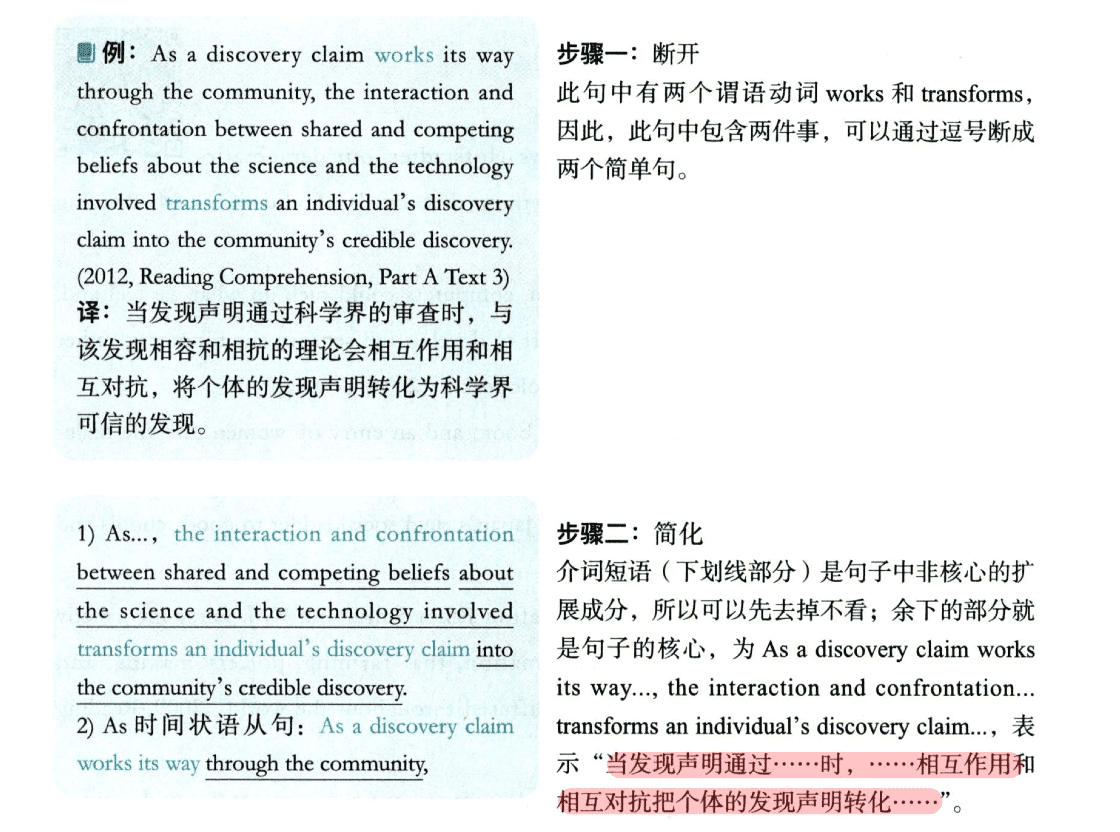 例：As a discovery claim works its way
through the community, the interaction and
confrontation between shared and competing
beliefs about the science and the technology
involved transforms an individual’s discovery
claim into the community’s credible discovery.
(2012, Reading Comprehension, Part A Text 3)
译：当发现声明通过科学界的审查时，与
该发现相容和相抗的理论会相互作用和相
互对抗，将个体的发现声明转化为科学界
可信的发现。
步骤一：断开
此句中有两个谓语动词 works 和 transforms，
因此，此句中包含两件事，可以通过逗号断成
两个简单句。
1) As...，the interaction and confrontation
between shared and competing beliefs about
the science and the technology involved
transforms an individual’s discovery claim into
the community’s credible discovery.
2) As 时间状语从句：As a discovery claim
works its way through the community,
步骤二：简化
介词短语（下划线部分）是句子中非核心的扩
展成分，所以可以先去掉不看；余下的部分就
是句子的核心，为 As a discovery claim works
its way..., the interaction and confrontation...
transforms an individual’s discovery claim...，表
示“当发现声明通过……时，……相互作用和
相互对抗把个体的发现声明转化……”。